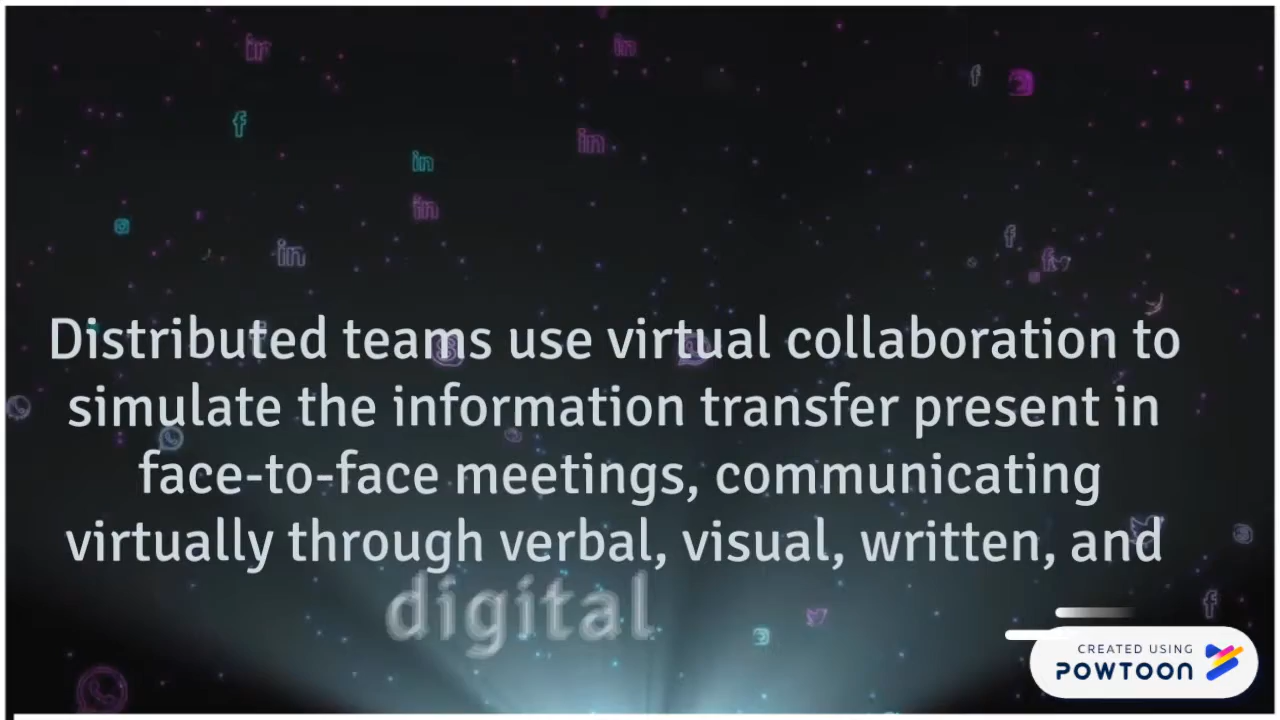 Distributed teams use virtual collaboration to
simulate the information transfer present in
face-to-face meetings, communicating
virtually through verbal, visual, written, and
digital
CREATED USING
POWTOON